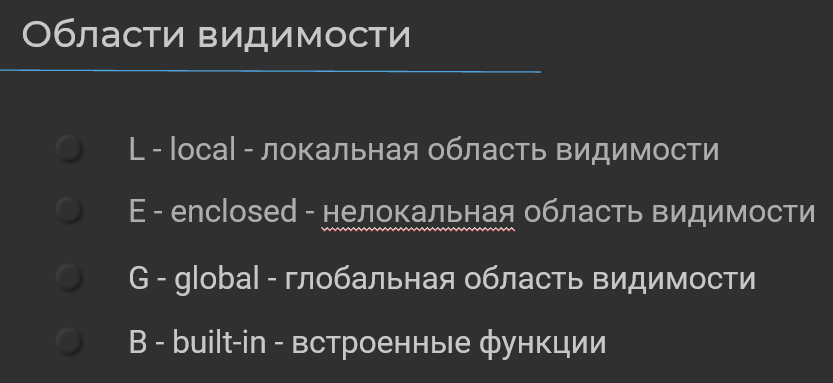 Области видимости
L - local - локальная область видимости
E - enclosed - нелокальная область видимости
G - global - глобальная область видимости
B - built-in - встроенные функции